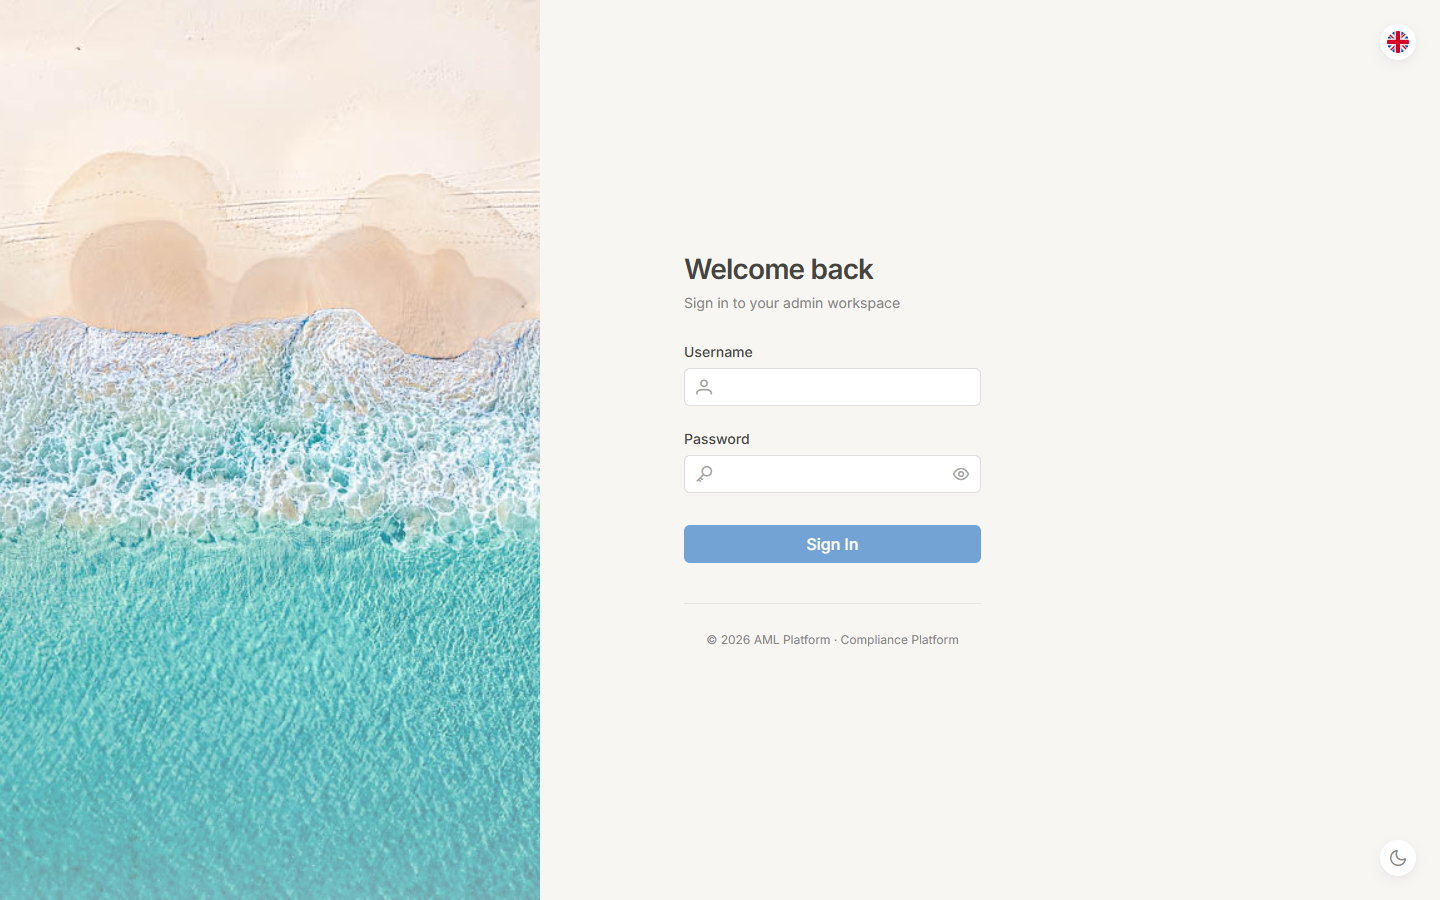 Welcome back
Sign in to your admin workspace
Username
Password
Sign In
© 2026 AML Platform · Compliance Platform